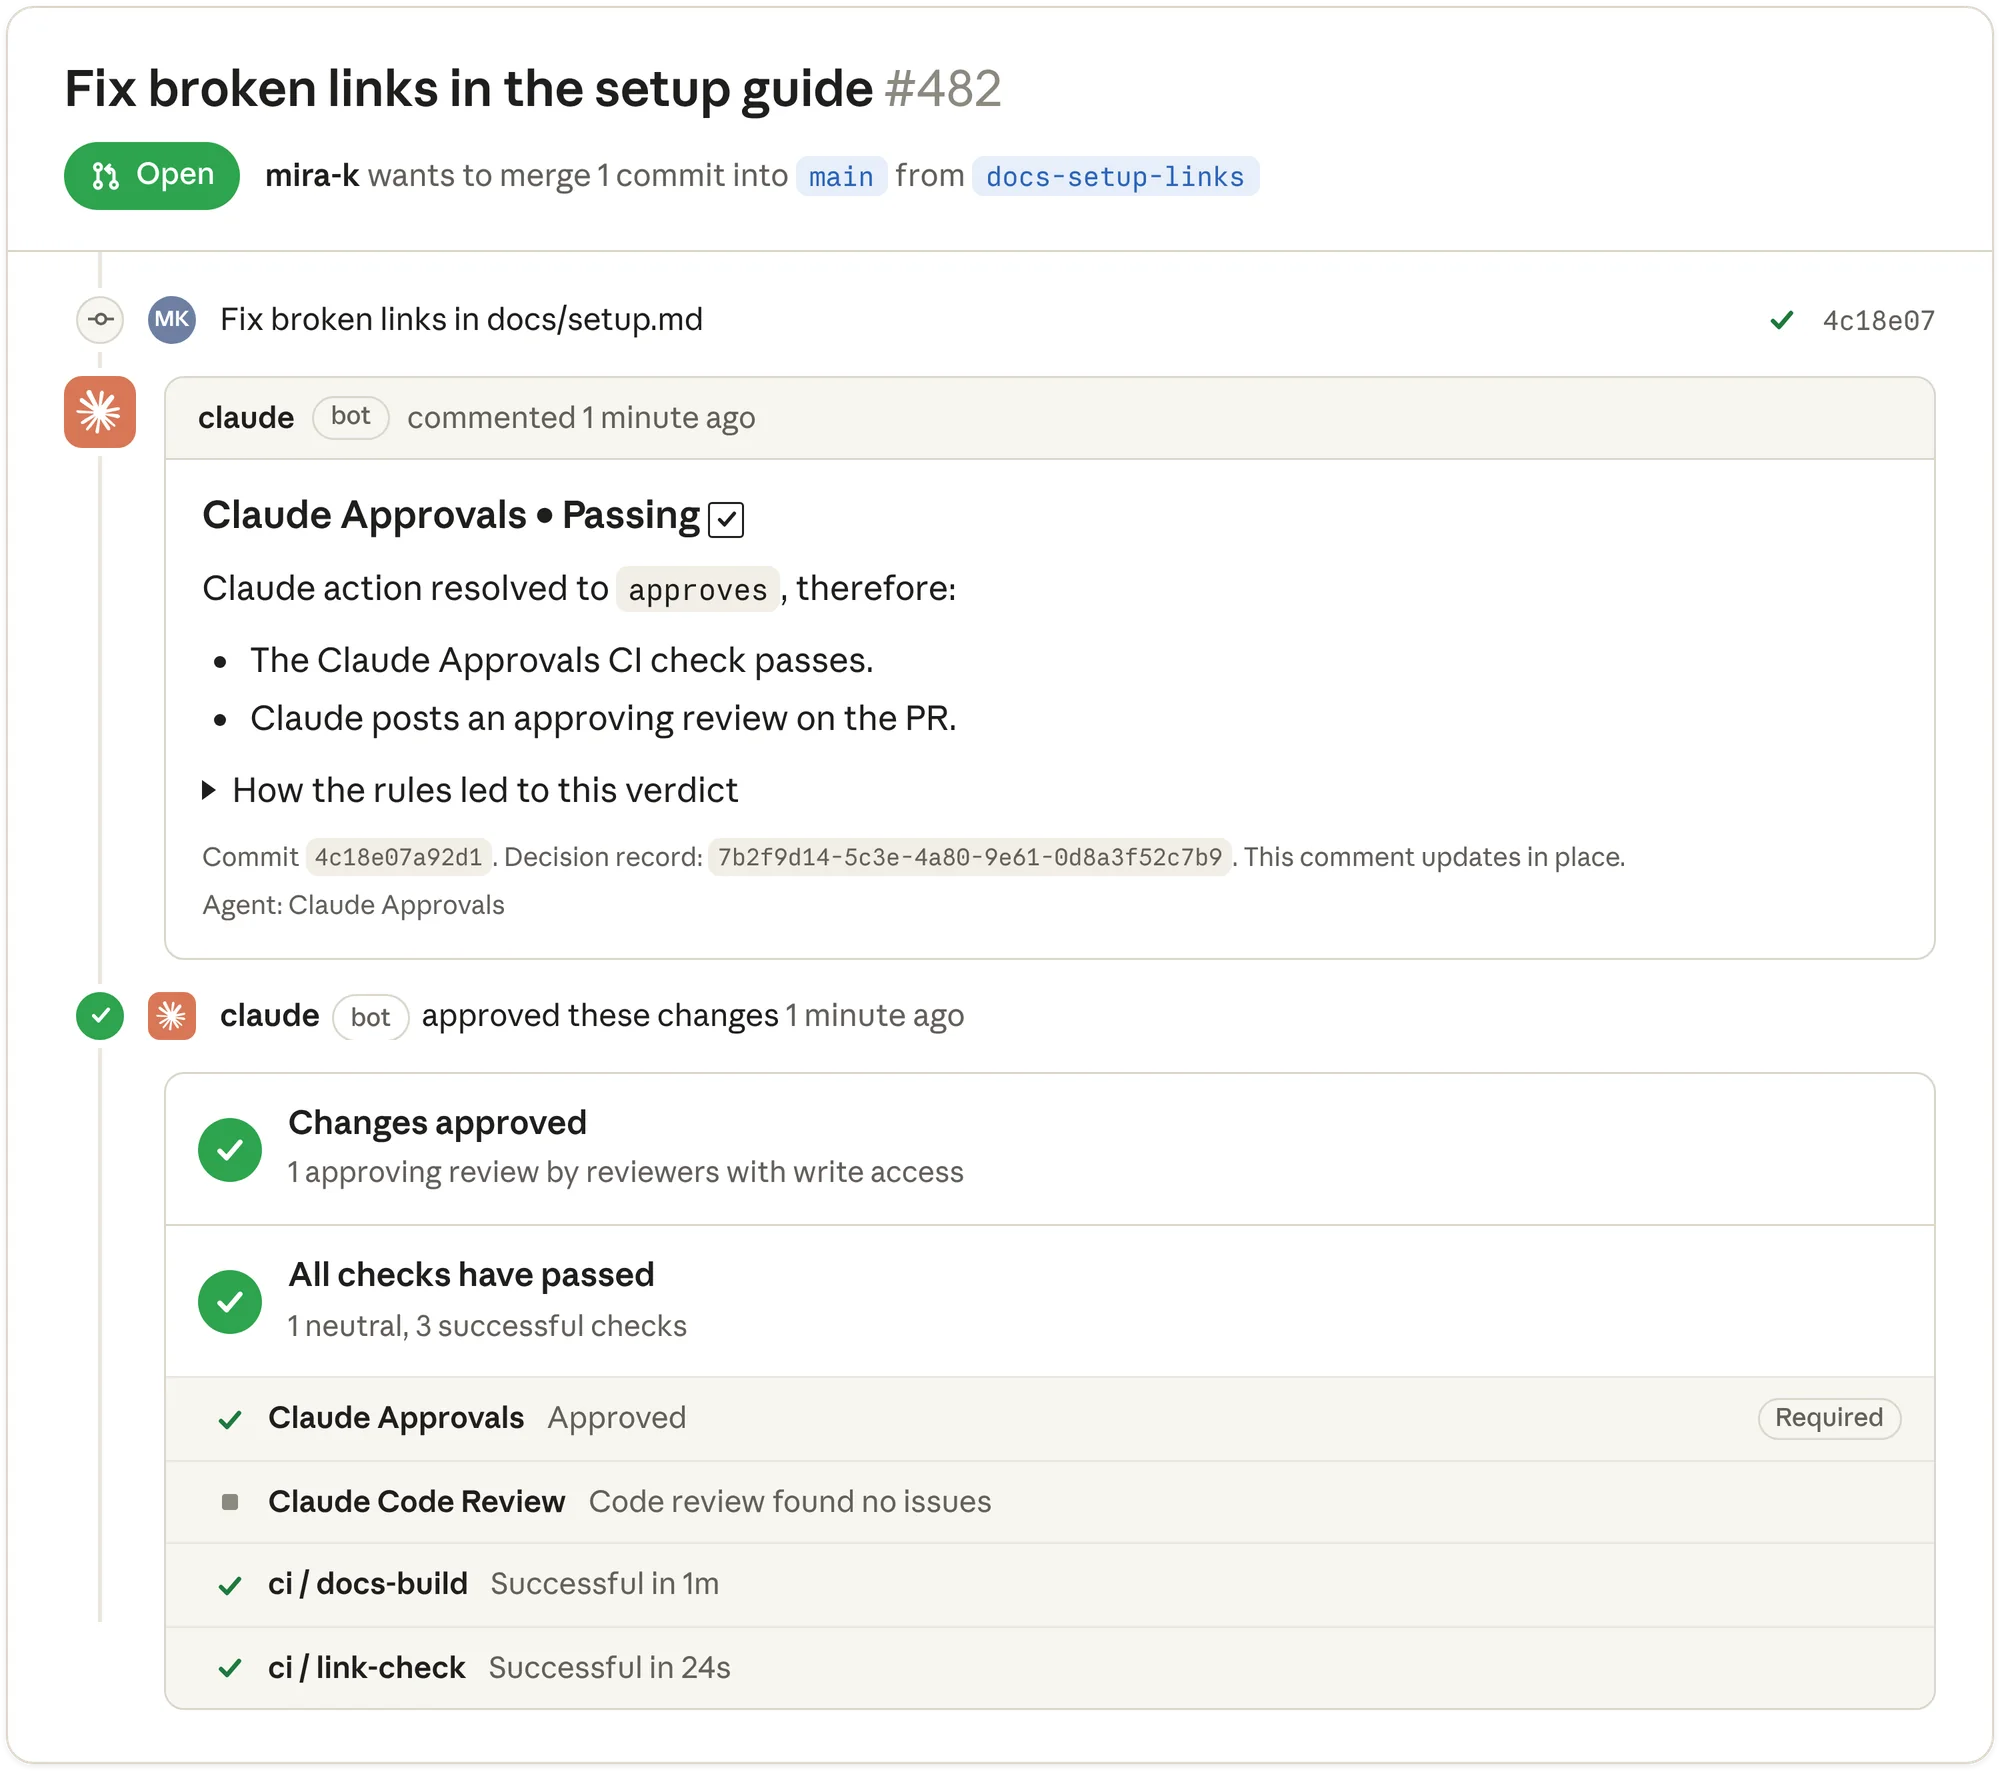 Fix broken links in the setup guide #482
Open mira-k wants to merge 1 commit into main from docs-setup-links
MK Fix broken links in docs/setup.md 4c18e07
claude bot commented 1 minute ago
Claude Approvals • Passing
Claude action resolved to approves, therefore:
• The Claude Approvals CI check passes.
• Claude posts an approving review on the PR.
How the rules led to this verdict
Commit 4c18e07a92d1. Decision record: 7b2f9d14-5c3e-4a80-9e61-0d8a3f52c7b9. This comment updates in place.
Agent: Claude Approvals
claude bot approved these changes 1 minute ago
Changes approved
1 approving review by reviewers with write access
All checks have passed
1 neutral, 3 successful checks
Claude Approvals Approved Required
Claude Code Review Code review found no issues
ci / docs-build Successful in 1m
ci / link-check Successful in 24s